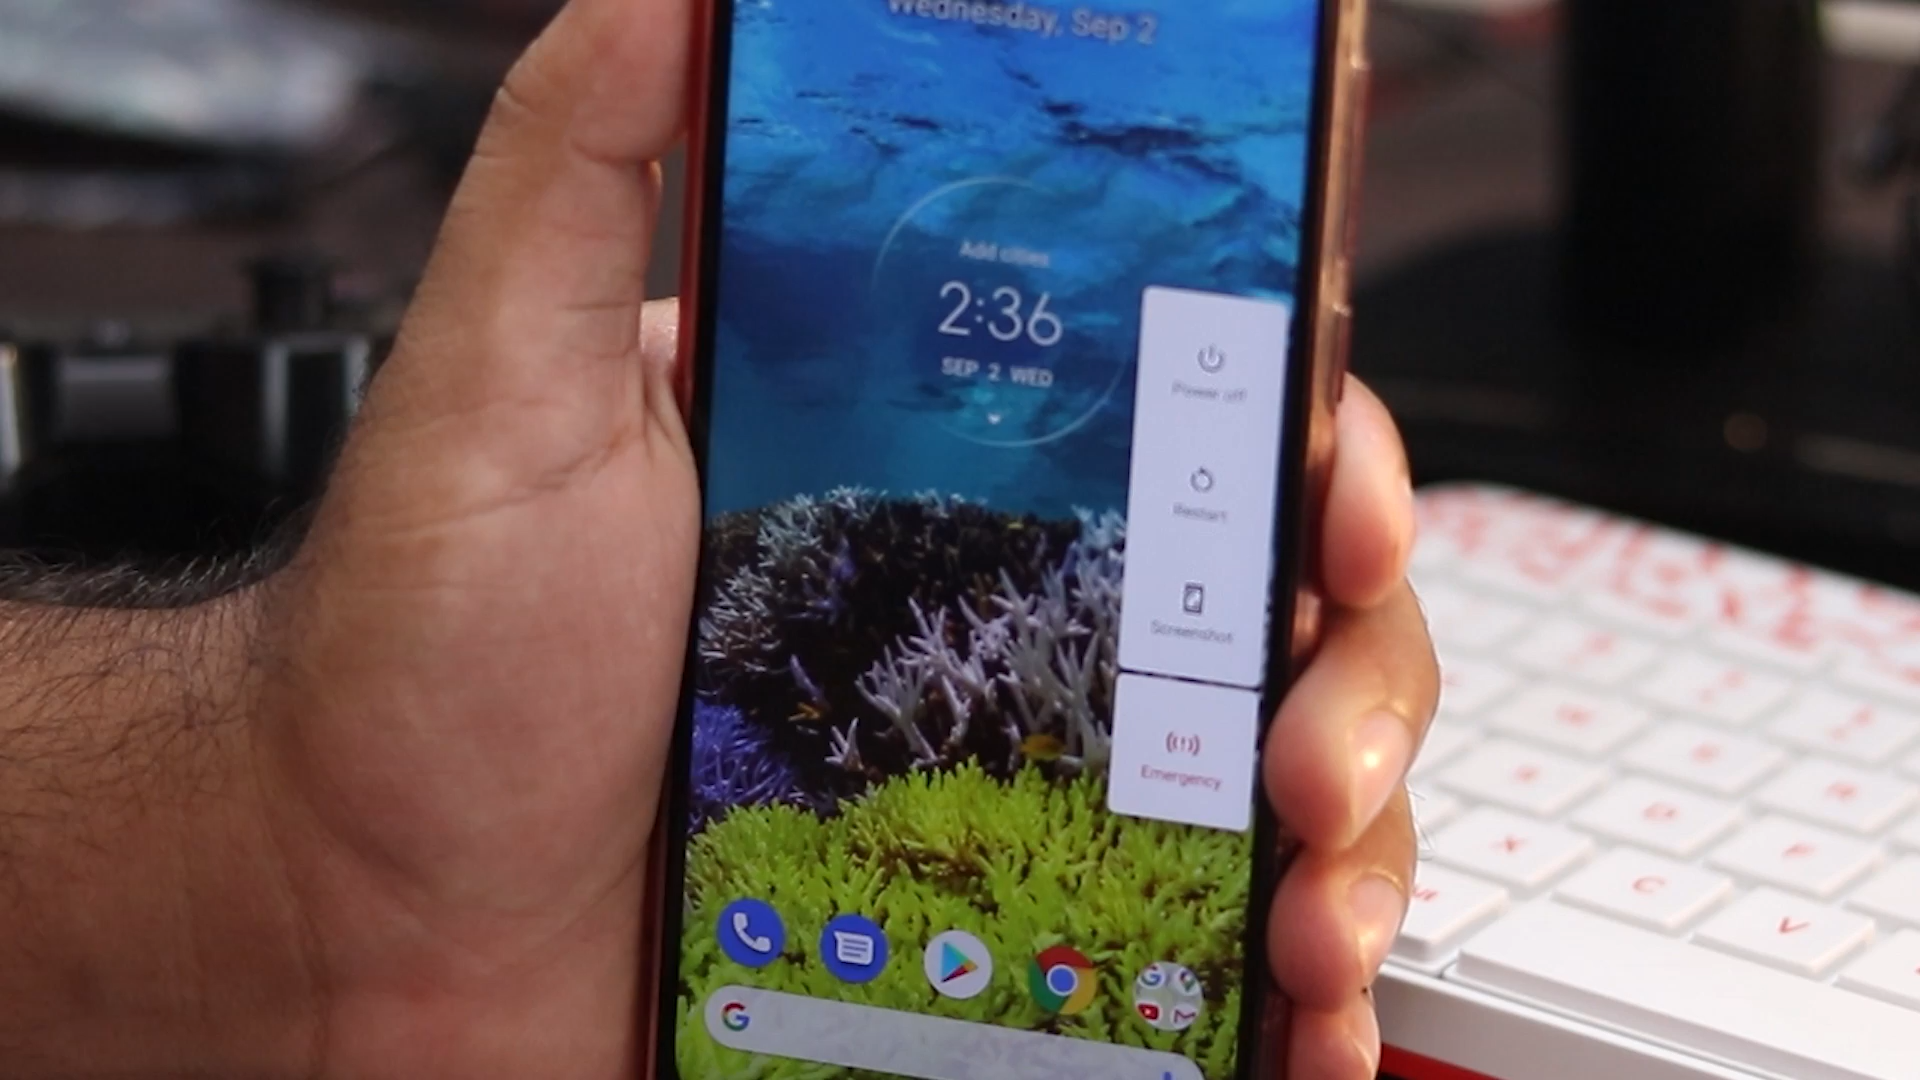 Wednesday, Sep 2
Add cities
2:36
SEP 2 WED
Power off
Restart
Screenshot
Emergency
G
X
C
V
D
F